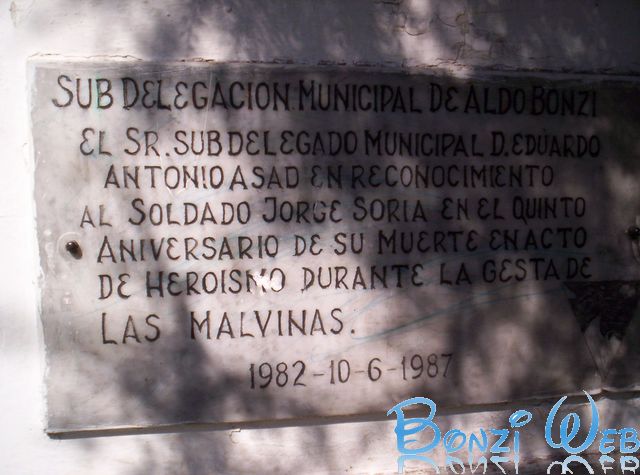 SUB DELEGACION MUNICIPAL DE ALDO BONZI
EL SR. SUB DELEGADO MUNICIPAL D. EDUARDO
ANTONIO ASAD EN RECONOCIMIENTO
AL SOLDADO JORGE SORIA EN EL QUINTO
ANIVERSARIO DE SU MUERTE EN ACTO
DE HEROISMO DURANTE LA GESTA DE
LAS MALVINAS.
1982-10-6-1987
BONZI WEB